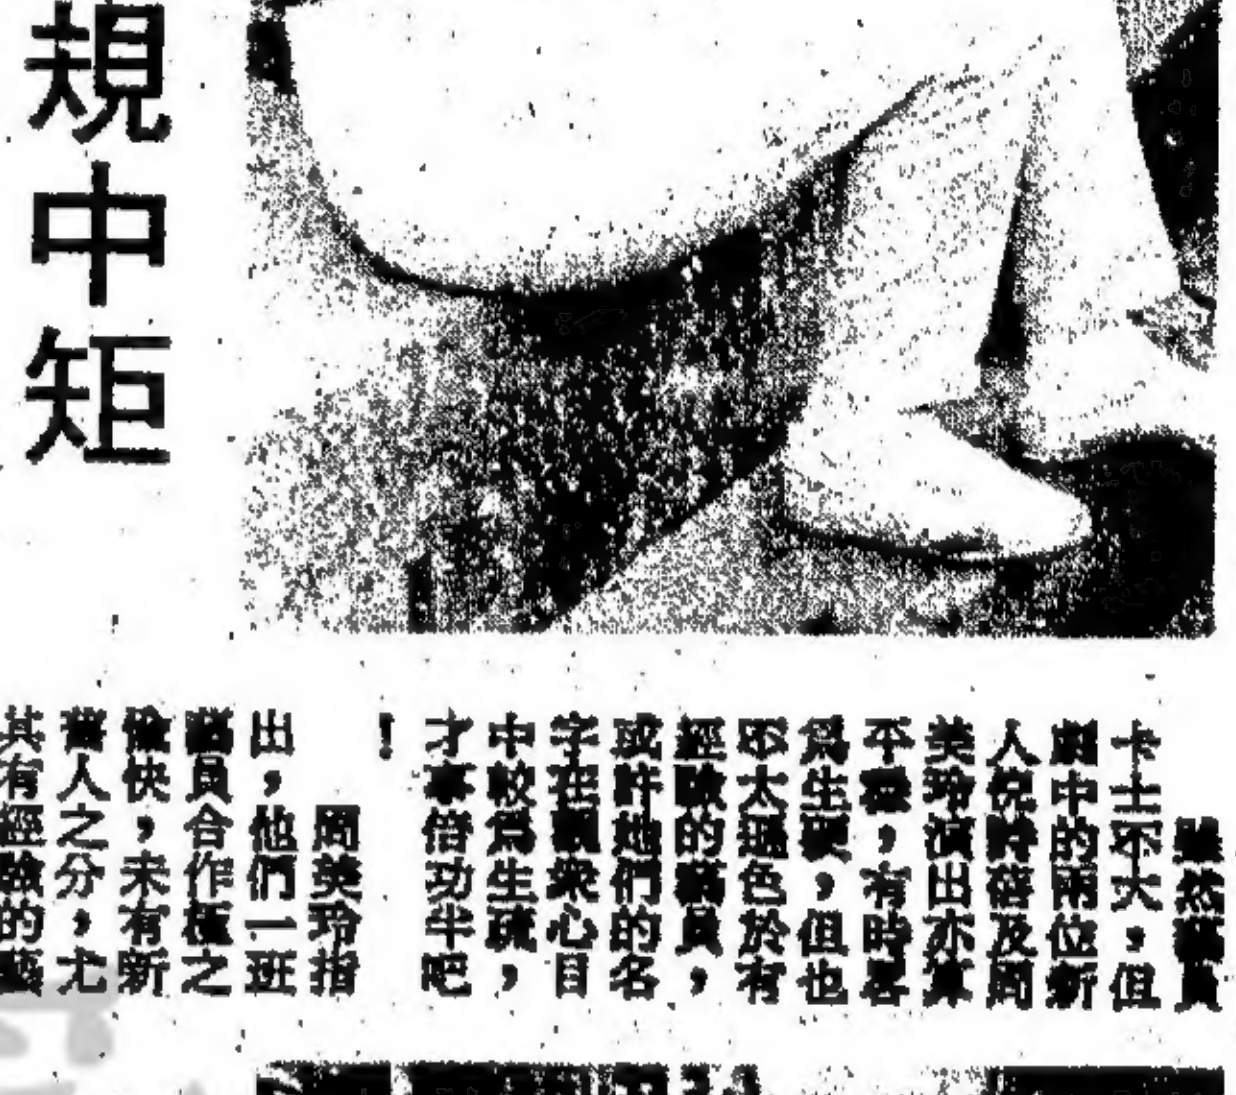 規中矩
雖然藝員
卡士不大，但
劇中的兩位新
人倪詩蓓及周
美玲演出亦算
平穩，有時畧
爲生硬，但也
不太遜色於有
經驗的藝員，
或許她們的名
字在觀衆心目
中較爲生疏，
才事倍功半吧
！
周美玲指
出，他們一班
藝員合作極之
愉快，未有新
舊人之分，尤
其有經驗的藝